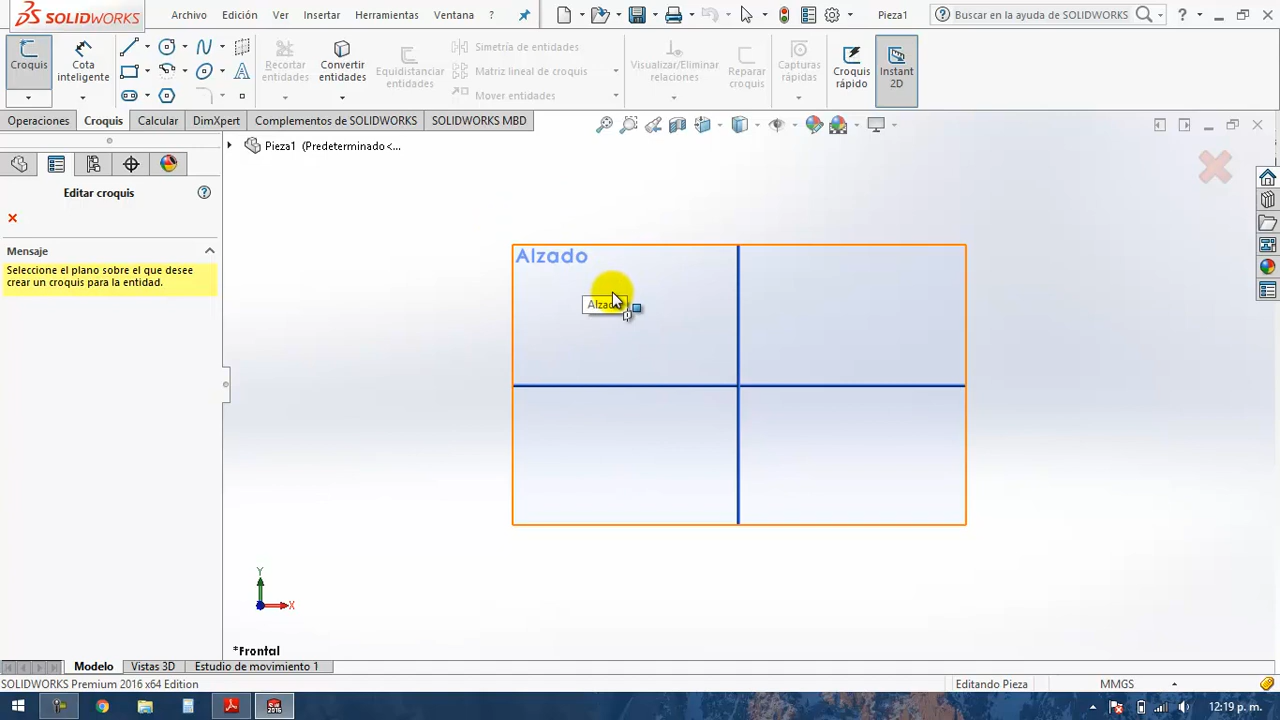 SOLIDWORKS
Archivo Edición Ver Insertar Herramientas Ventana ?
Pieza1
Buscar en la ayuda de SOLIDWORKS
?
Croquis
Cota inteligente
Recortar entidades
Convertir entidades
Equidistanciar entidades
Simetría de entidades
Matriz lineal de croquis
Mover entidades
Visualizar/Eliminar relaciones
Reparar croquis
Capturas rápidas
Croquis rápido
Instant 2D
Operaciones Croquis Calcular DimXpert Complementos de SOLIDWORKS SOLIDWORKS MBD
Pieza1 (Predeterminado<...
Editar croquis
?
Mensaje
Seleccione el plano sobre el que desee
crear un croquis para la entidad.
Alzado
Y
X
*Frontal
Modelo Vistas 3D Estudio de movimiento 1
SOLIDWORKS Premium 2016 x64 Edition Editando Pieza MMGS
12:19 p. m.